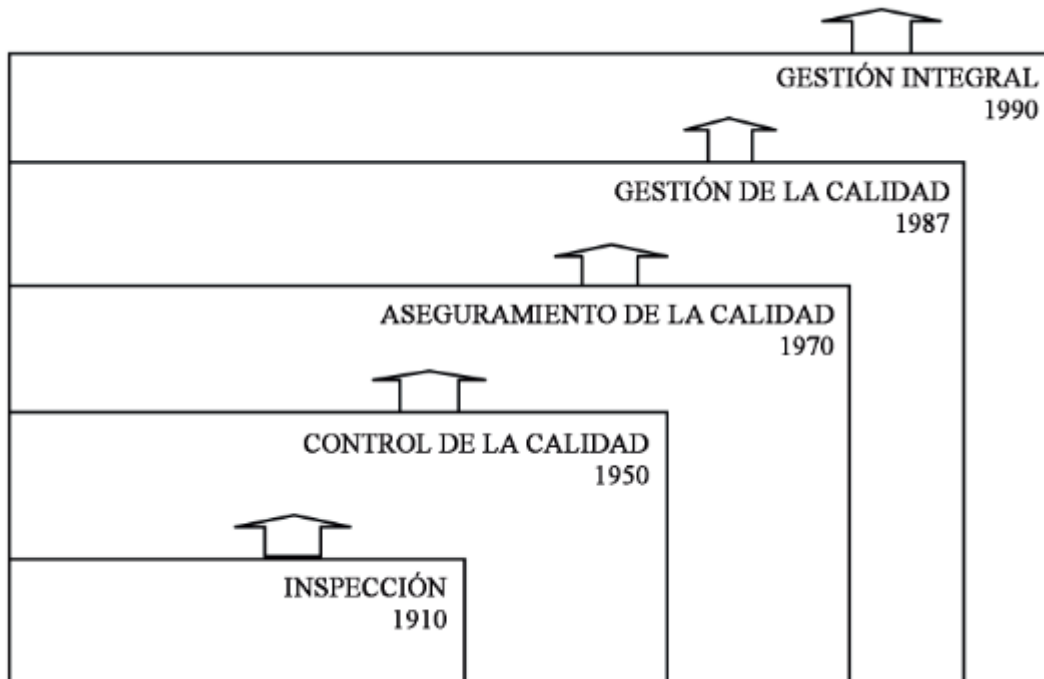 GESTIÓN INTEGRAL
1990
GESTIÓN DE LA CALIDAD
1987
ASEGURAMIENTO DE LA CALIDAD
1970
CONTROL DE LA CALIDAD
1950
INSPECCIÓN
1910